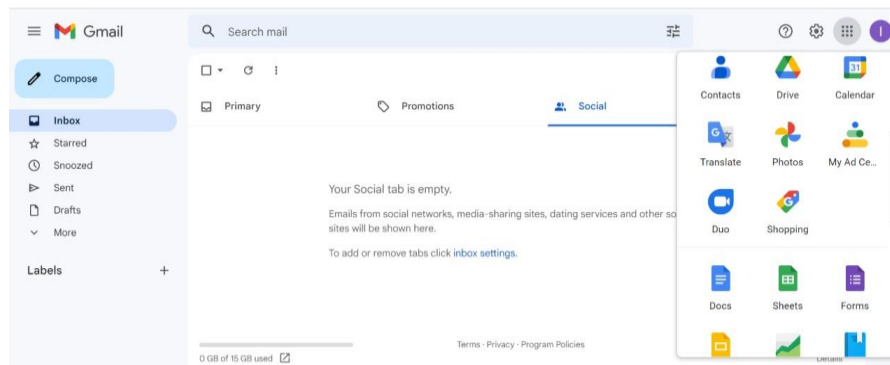 Gmail
Search mail
Compose
Inbox
Starred
Snoozed
Sent
Drafts
More
Labels
Primary
Promotions
Social
Your Social tab is empty.
Emails from social networks, media-sharing sites, dating services and other so
sites will be shown here.
To add or remove tabs click inbox settings.
0 GB of 15 GB used
Terms · Privacy · Program Policies
Details
I
31
Contacts
Drive
Calendar
G
Translate
Photos
My Ad Ce...
G
Duo
Shopping
Docs
Sheets
Forms